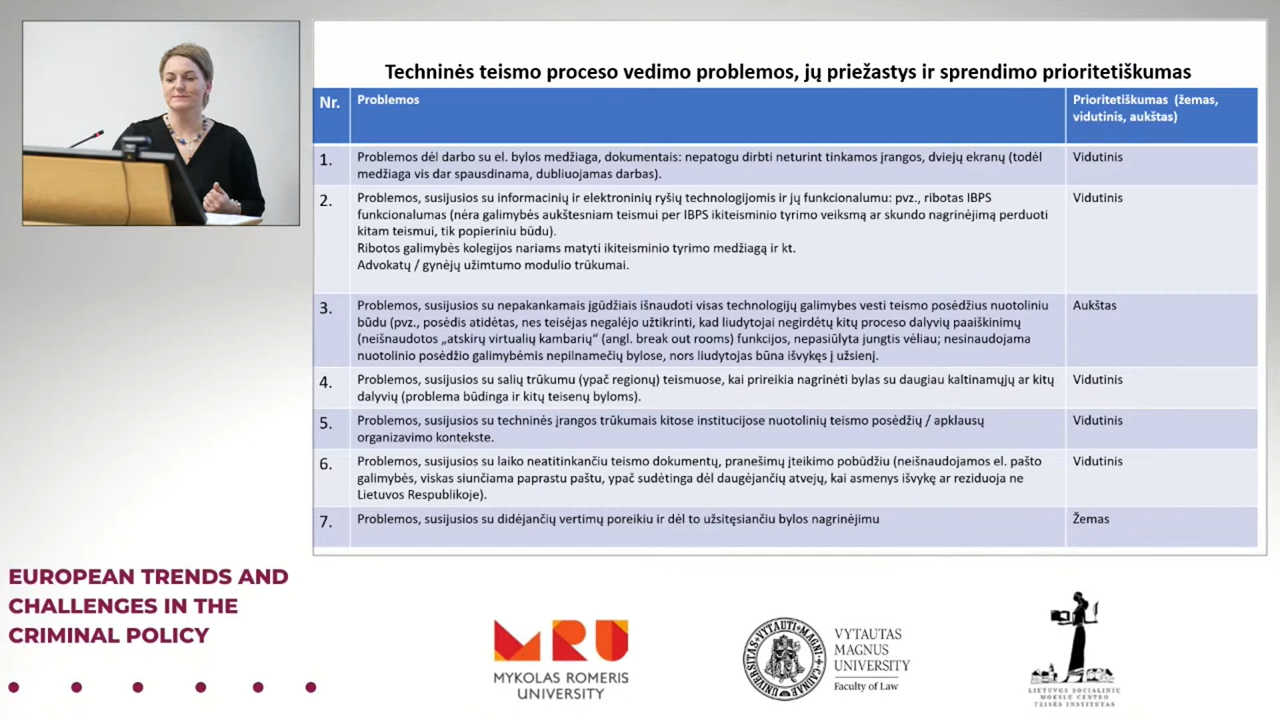 Techninės teismo proceso vedimo problemos, jų priežastys ir sprendimo prioritetiškumas
Nr.
Problemos
Prioritetiškumas (žemas,
vidutinis, aukštas)
1.
Problemos dėl darbo su el. bylos medžiaga, dokumentais: nepatogu dirbti neturint tinkamos įrangos, dviejų ekranų (todėl
medžiaga vis dar spausdinama, dubliuojamas darbas).
Vidutinis
2.
Problemos, susijusios su informacinių ir elektroninių ryšių technologijomis ir jų funkcionalumu: pvz., ribotas IBPS
funkcionalumas (nėra galimybės aukštesniam teismui per IBPS ikiteisminio tyrimo veiksmą ar skundo nagrinėjimą perduoti
kitam teismui, tik popieriniu būdu).
Ribotos galimybės kolegijos nariams matyti ikiteisminio tyrimo medžiagą ir kt.
Advokatų / gynėjų užimtumo modulio trūkumai.
Vidutinis
3.
Problemos, susijusios su nepakankamais įgūdžiais išnaudoti visas technologijų galimybes vesti teismo posėdžius nuotoliniu
būdu (pvz., posėdis atidėtas, nes teisėjas negalėjo užtikrinti, kad liudytojai negirdėtų kitų proceso dalyvių paaiškinimų
(neišnaudotos „atskirų virtualių kambarių“ (angl. break out rooms) funkcijos, nepasiūlyta jungtis vėliau; nesinaudojama
nuotolinio posėdžio galimybėmis nepilnamečių bylose, nors liudytojas būna išvykęs į užsienį.
Aukštas
4.
Problemos, susijusios su salių trūkumu (ypač regionų) teismuose, kai prireikia nagrinėti bylas su daugiau kaltinamųjų ar kitų
dalyvių (problema būdinga ir kitų teisenų byloms).
Vidutinis
5.
Problemos, susijusios su techninės įrangos trūkumais kitose institucijose nuotolinių teismo posėdžių / apklausų
organizavimo kontekste.
Vidutinis
6.
Problemos, susijusios su laiko neatitinkančiu teismo dokumentų, pranešimų įteikimo pobūdžiu (neišnaudojamos el. pašto
galimybės, viskas siunčiama paprastu paštu, ypač sudėtinga dėl daugėjančių atvejų, kai asmenys išvykę ar reziduoja ne
Lietuvos Respublikoje).
Vidutinis
7.
Problemos, susijusios su didėjančių vertimų poreikiu ir dėl to užsitęsiančiu bylos nagrinėjimu
Žemas
EUROPEAN TRENDS AND
CHALLENGES IN THE
CRIMINAL POLICY
MRU
MYKOLAS ROMERIS
UNIVERSITY
VYTAUTAS
MAGNUS
UNIVERSITY
Faculty of Law
LIETUVOS SOCIALINIŲ
MOKSLŲ CENTRO
TEISĖS INSTITUTAS